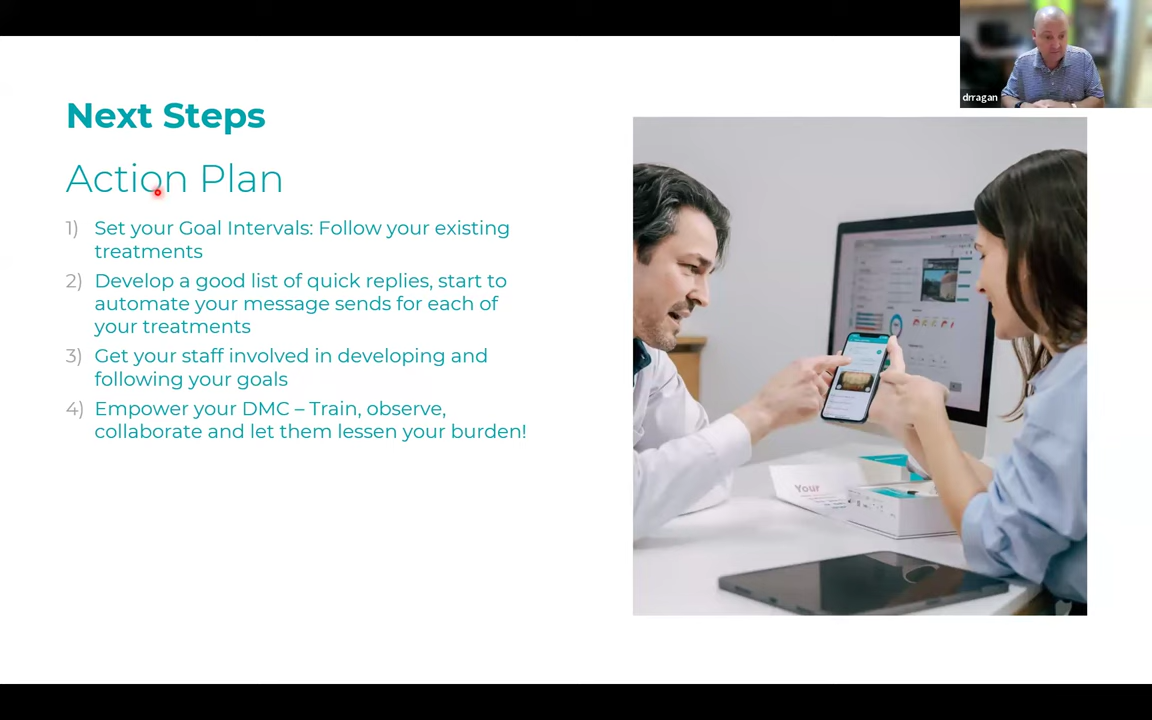 drragan
Next Steps
Action Plan
1) Set your Goal Intervals: Follow your existing
treatments
2) Develop a good list of quick replies, start to
automate your message sends for each of
your treatments
3) Get your staff involved in developing and
following your goals
4) Empower your DMC – Train, observe,
collaborate and let them lessen your burden!
Your